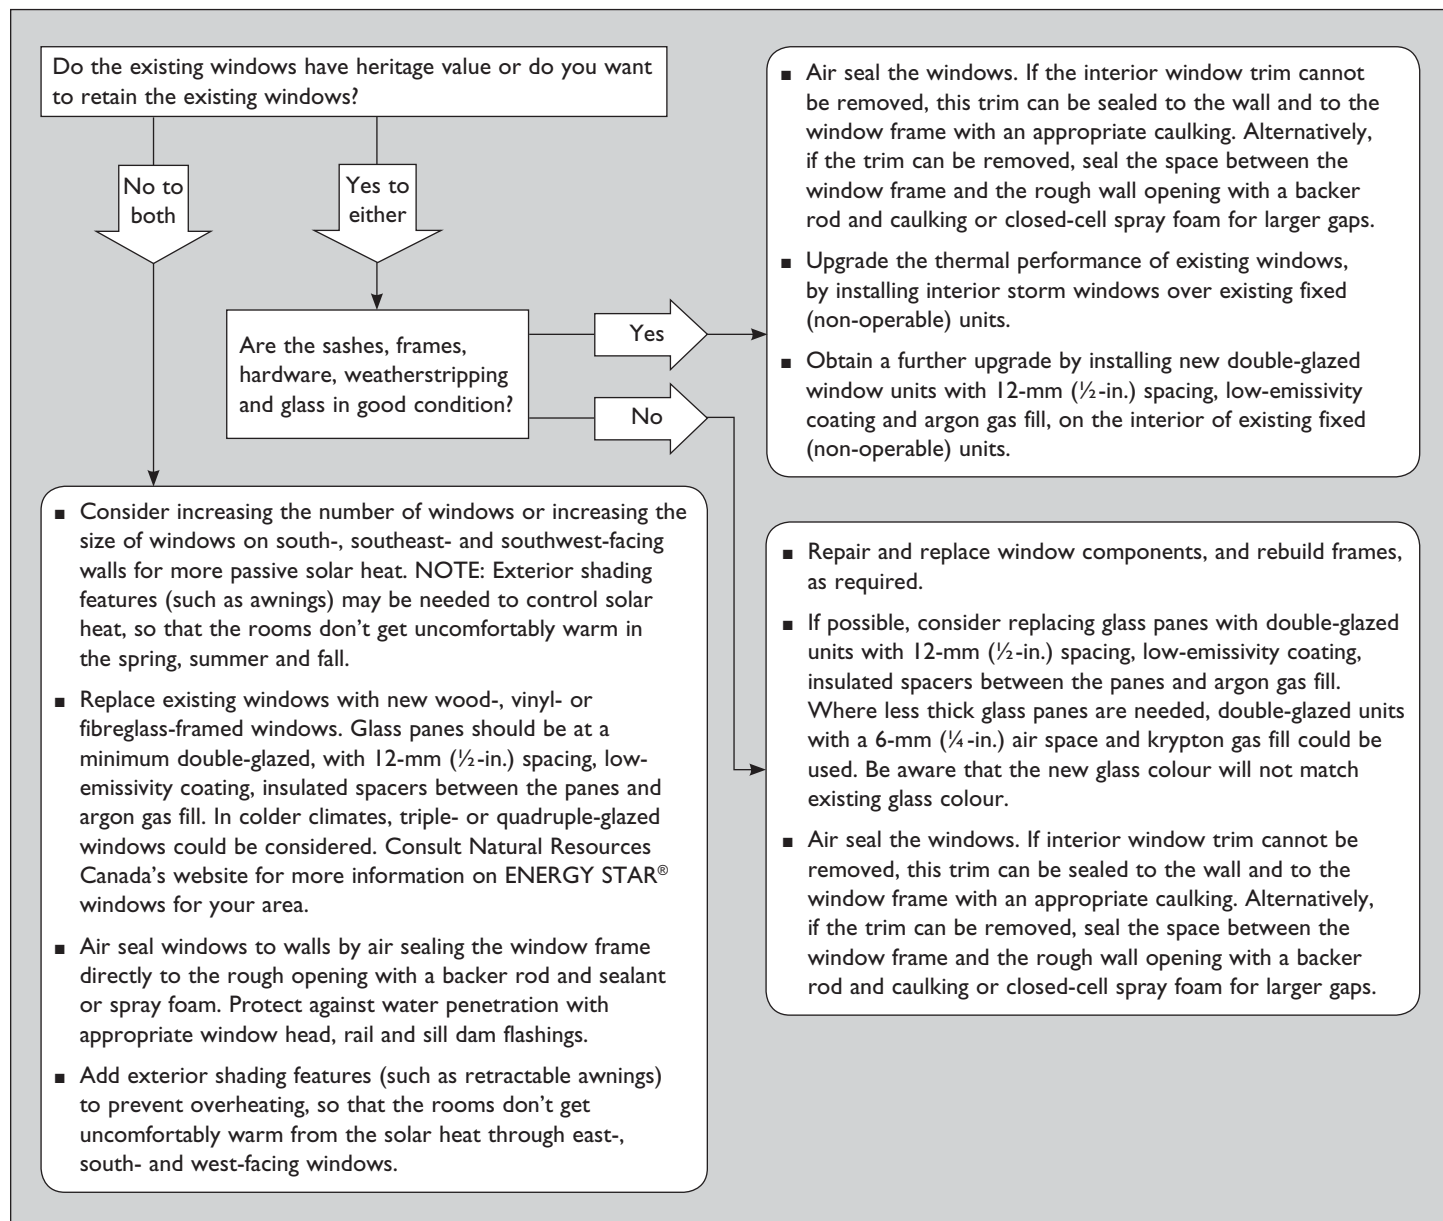 Do the existing windows have heritage value or do you want
to retain the existing windows?
No to
both
Yes to
either
Are the sashes, frames,
hardware, weatherstripping
and glass in good condition?
Yes
No
■ Air seal the windows. If the interior window trim cannot
be removed, this trim can be sealed to the wall and to the
window frame with an appropriate caulking. Alternatively,
if the trim can be removed, seal the space between the
window frame and the rough wall opening with a backer
rod and caulking or closed-cell spray foam for larger gaps.
■ Upgrade the thermal performance of existing windows,
by installing interior storm windows over existing fixed
(non-operable) units.
■ Obtain a further upgrade by installing new double-glazed
window units with 12-mm (½-in.) spacing, low-emissivity
coating and argon gas fill, on the interior of existing fixed
(non-operable) units.
■ Consider increasing the number of windows or increasing the
size of windows on south-, southeast- and southwest-facing
walls for more passive solar heat. NOTE: Exterior shading
features (such as awnings) may be needed to control solar
heat, so that the rooms don't get uncomfortably warm in
the spring, summer and fall.
■ Replace existing windows with new wood-, vinyl- or
fibreglass-framed windows. Glass panes should be at a
minimum double-glazed, with 12-mm (½-in.) spacing, low-
emissivity coating, insulated spacers between the panes and
argon gas fill. In colder climates, triple- or quadruple-glazed
windows could be considered. Consult Natural Resources
Canada's website for more information on ENERGY STAR®
windows for your area.
■ Air seal windows to walls by air sealing the window frame
directly to the rough opening with a backer rod and sealant
or spray foam. Protect against water penetration with
appropriate window head, rail and sill dam flashings.
■ Add exterior shading features (such as retractable awnings)
to prevent overheating, so that the rooms don't get
uncomfortably warm from the solar heat through east-,
south- and west-facing windows.
■ Repair and replace window components, and rebuild frames,
as required.
■ If possible, consider replacing glass panes with double-glazed
units with 12-mm (½-in.) spacing, low-emissivity coating,
insulated spacers between the panes and argon gas fill.
Where less thick glass panes are needed, double-glazed units
with a 6-mm (¼-in.) air space and krypton gas fill could be
used. Be aware that the new glass colour will not match
existing glass colour.
■ Air seal the windows. If interior window trim cannot be
removed, this trim can be sealed to the wall and to the
window frame with an appropriate caulking. Alternatively,
if the trim can be removed, seal the space between the
window frame and the rough wall opening with a backer
rod and caulking or closed-cell spray foam for larger gaps.